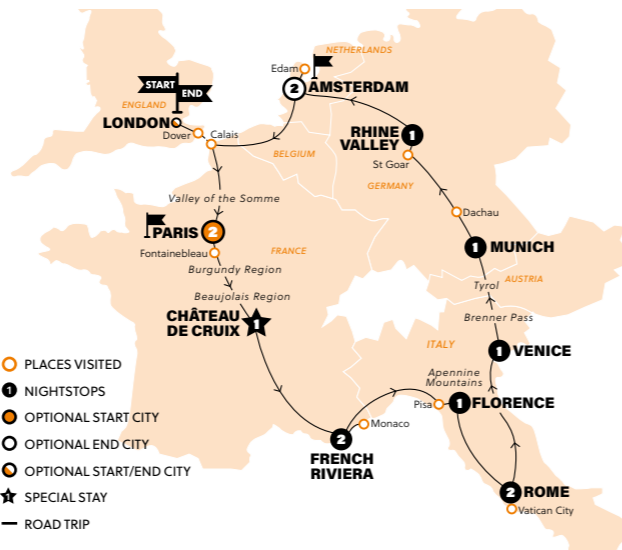 NETHERLANDS
Edam
2
AMSTERDAM
START
END
ENGLAND
LONDON
Dover
Calais
RHINE
VALLEY
1
BELGIUM
St Goar
GERMANY
Valley of the Somme
Dachau
PARIS
2
Fontainebleau
FRANCE
1
MUNICH
Burgundy Region
AUSTRIA
Tyrol
Beaujolais Region
CHÂTEAU
DE CRUIX
1
Brenner Pass
ITALY
1
VENICE
PLACES VISITED
1 NIGHTSTOPS
OPTIONAL START CITY
OPTIONAL END CITY
OPTIONAL START/END CITY
1 SPECIAL STAY
ROAD TRIP
Apennine
Mountains
Pisa
1
FLORENCE
Monaco
2
FRENCH
RIVIERA
2
ROME
Vatican City